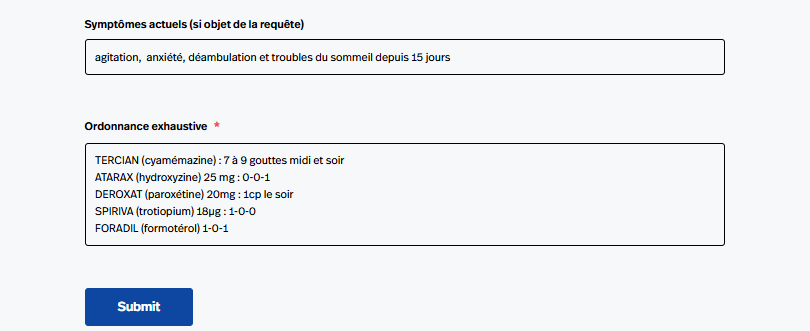 Symptômes actuels (si objet de la requête)
agitation, anxiété, déambulation et troubles du sommeil depuis 15 jours
Ordonnance exhaustive *
TERCIAN (cyamémazine) : 7 à 9 gouttes midi et soir
ATARAX (hydroxyzine) 25 mg : 0-0-1
DEROXAT (paroxétine) 20mg : 1cp le soir
SPIRIVA (trotiopium) 18µg : 1-0-0
FORADIL (formotérol) 1-0-1
Submit